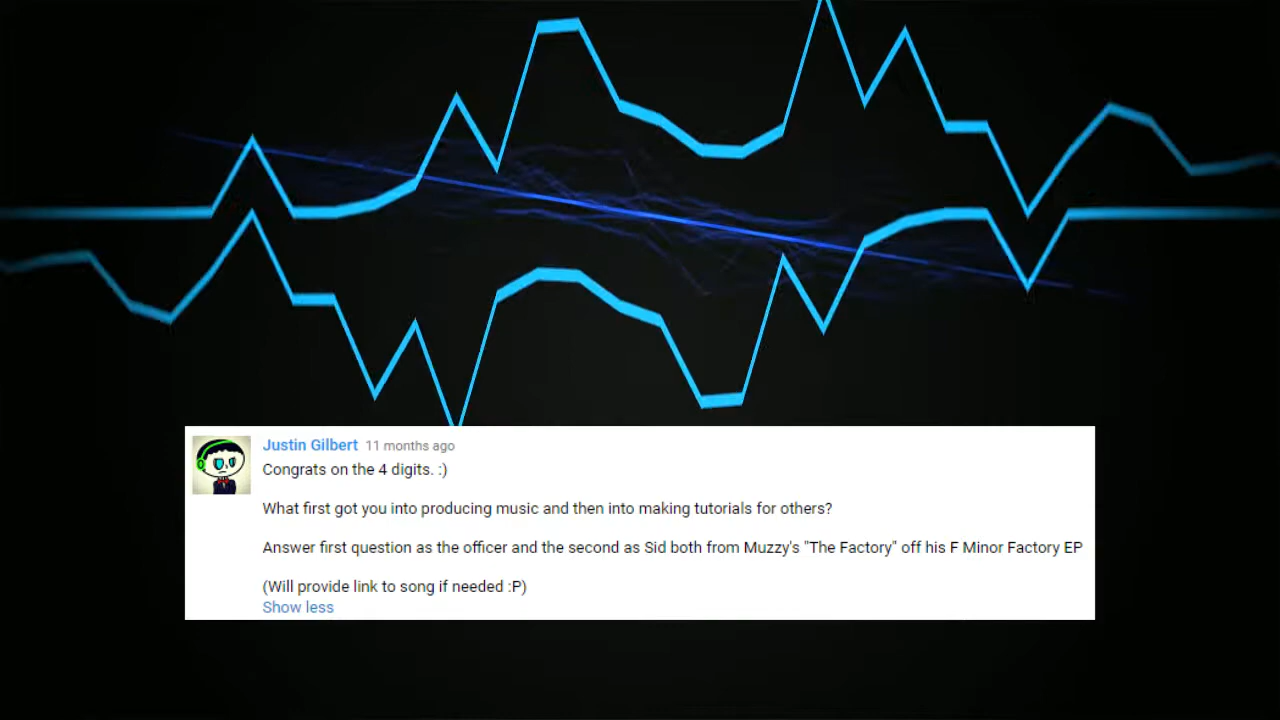 Justin Gilbert 11 months ago
Congrats on the 4 digits. :)
What first got you into producing music and then into making tutorials for others?
Answer first question as the officer and the second as Sid both from Muzzy's "The Factory" off his F Minor Factory EP
(Will provide link to song if needed :P)
Show less